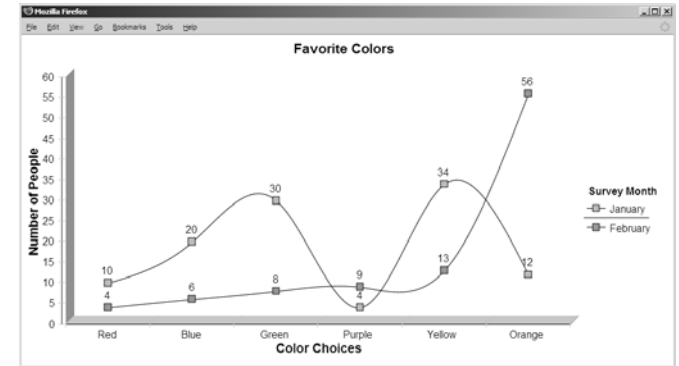 Mozilla Firefox
File Edit View Go Bookmarks Tools Help
Favorite Colors
Number of People
60
55
50
45
40
35
30
25
20
15
10
5
0
10
20
30
4
34
12
4
6
8
9
13
56
Red Blue Green Purple Yellow Orange
Color Choices
Survey Month
January
February